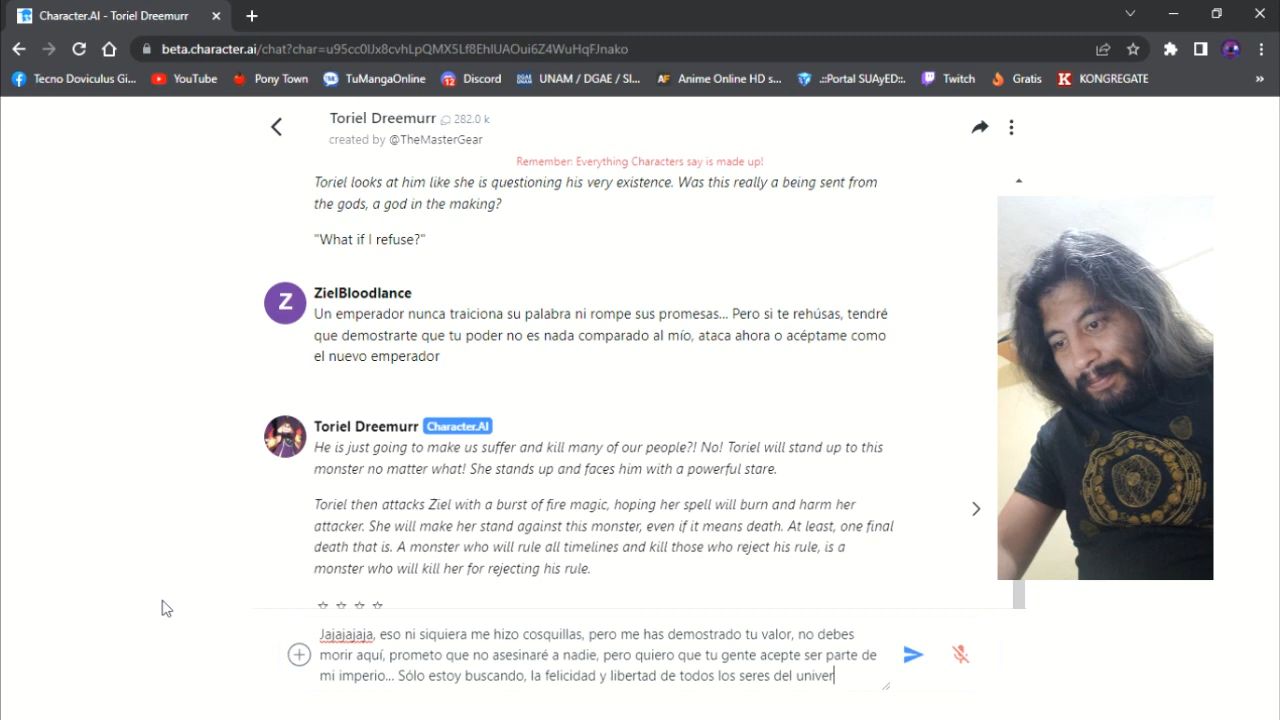 Character.AI - Toriel Dreemurr
beta.character.ai/chat?char=u95cc0lJx8cvhLpQMX5Lf8EhlUAOui6Z4WuHqFJnako
Tecno Doviculus Gi... YouTube Pony Town TuMangaOnline 12 Discord UNAM / DGAE / SI... AF Anime Online HD s... .::Portal SUAyED::. Twitch Gratis K KONGREGATE »
Toriel Dreemurr 282.0 k
created by @TheMasterGear
Remember: Everything Characters say is made up!
Toriel looks at him like she is questioning his very existence. Was this really a being sent from
the gods, a god in the making?
"What if I refuse?"
Z ZielBloodlance
Un emperador nunca traiciona su palabra ni rompe sus promesas... Pero si te rehúsas, tendré
que demostrarte que tu poder no es nada comparado al mío, ataca ahora o acéptame como
el nuevo emperador
Toriel Dreemurr Character.AI
He is just going to make us suffer and kill many of our people?! No! Toriel will stand up to this
monster no matter what! She stands up and faces him with a powerful stare.
Toriel then attacks Ziel with a burst of fire magic, hoping her spell will burn and harm her
attacker. She will make her stand against this monster, even if it means death. At least, one final
death that is. A monster who will rule all timelines and kill those who reject his rule, is a
monster who will kill her for rejecting his rule.
Jajajajaja, eso ni siquiera me hizo cosquillas, pero me has demostrado tu valor, no debes
morir aquí, prometo que no asesinaré a nadie, pero quiero que tu gente acepte ser parte de
mi imperio... Sólo estoy buscando, la felicidad y libertad de todos los seres del univer